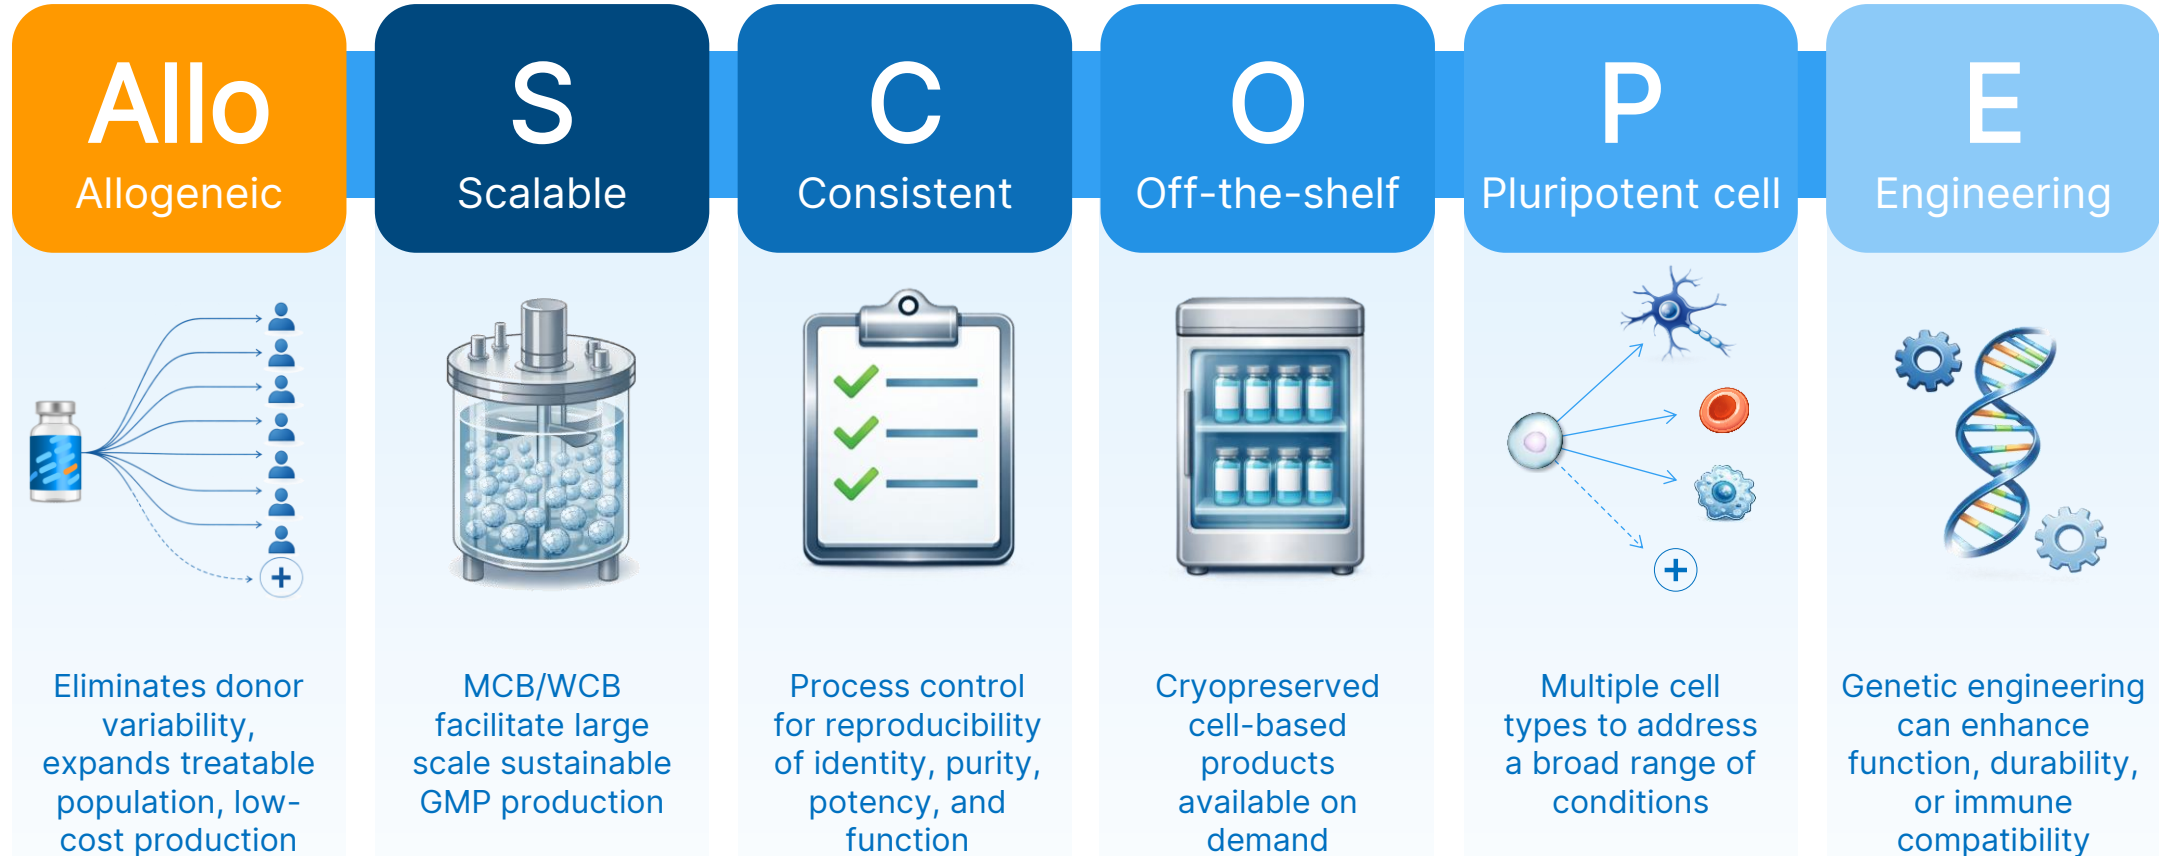 Allo
Allogeneic
Eliminates donor
variability,
expands treatable
population, low-
cost production
S
Scalable
MCB/WCB
facilitate large
scale sustainable
GMP production
C
Consistent
Process control
for reproducibility
of identity, purity,
potency, and
function
O
Off-the-shelf
Cryopreserved
cell-based
products
available on
demand
P
Pluripotent cell
Multiple cell
types to address
a broad range of
conditions
E
Engineering
Genetic engineering
can enhance
function, durability,
or immune
compatibility